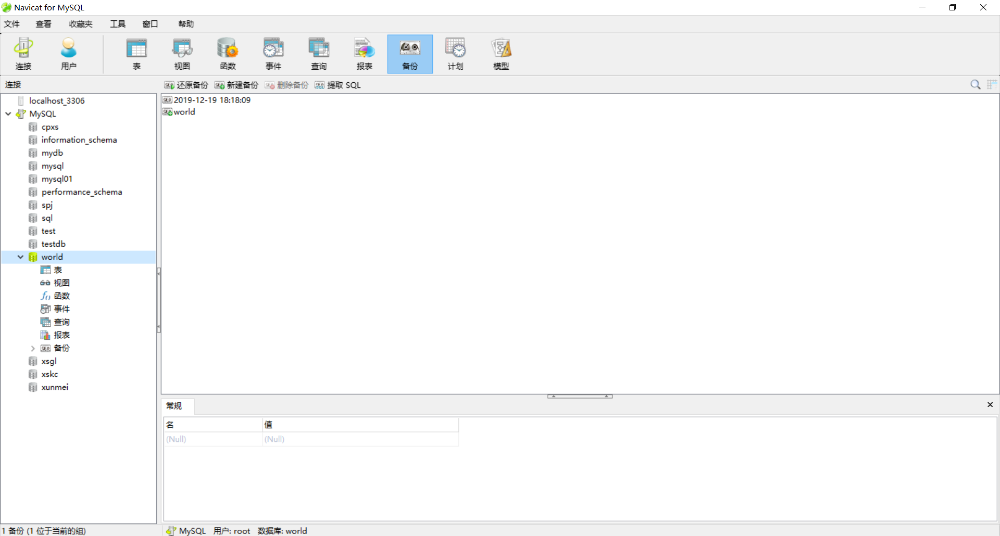 Navicat for MySQL
文件 查看 收藏夹 工具 窗口 帮助
连接 用户 表 视图 函数 事件 查询 报表 备份 计划 模型
连接
还原备份 新建备份 删除备份 提取 SQL
localhost_3306
MySQL
cpxs
information_schema
mydb
mysql
mysql01
performance_schema
spj
sql
test
testdb
world
表
视图
函数
事件
查询
报表
备份
xsgl
xskc
xunmei
2019-12-19 18:18:09
world
常规
名 值
(Null) (Null)
1 备份 (1 位于当前的组) MySQL 用户: root 数据库: world